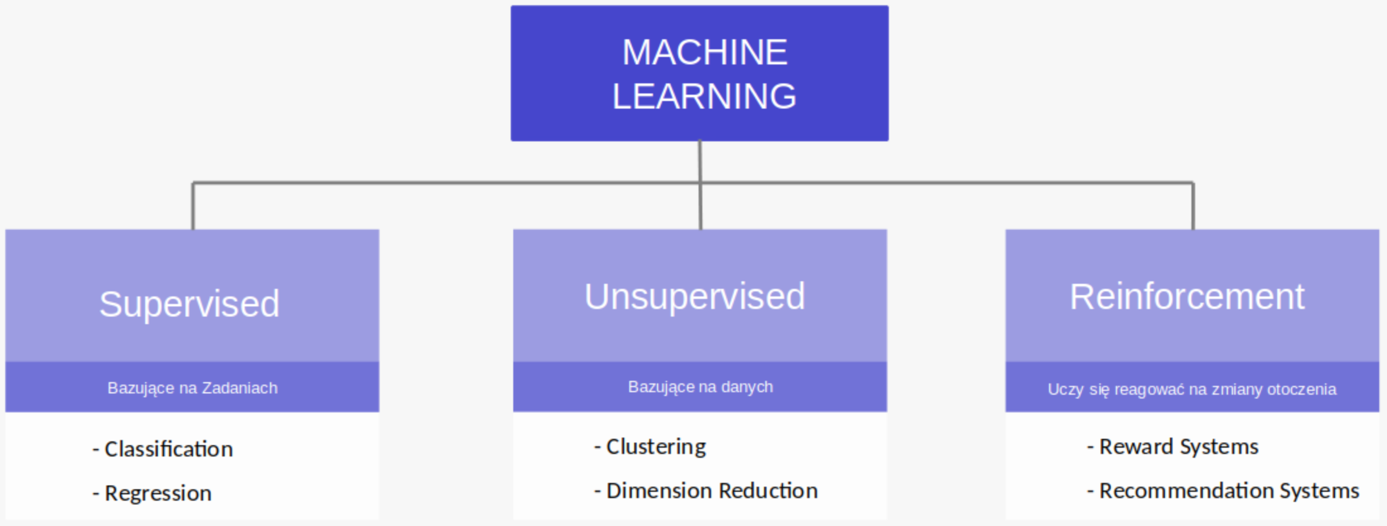 MACHINE
LEARNING
Supervised
Bazujące na Zadaniach
- Classification
- Regression
Unsupervised
Bazujące na danych
- Clustering
- Dimension Reduction
Reinforcement
Uczy się reagować na zmiany otoczenia
- Reward Systems
- Recommendation Systems